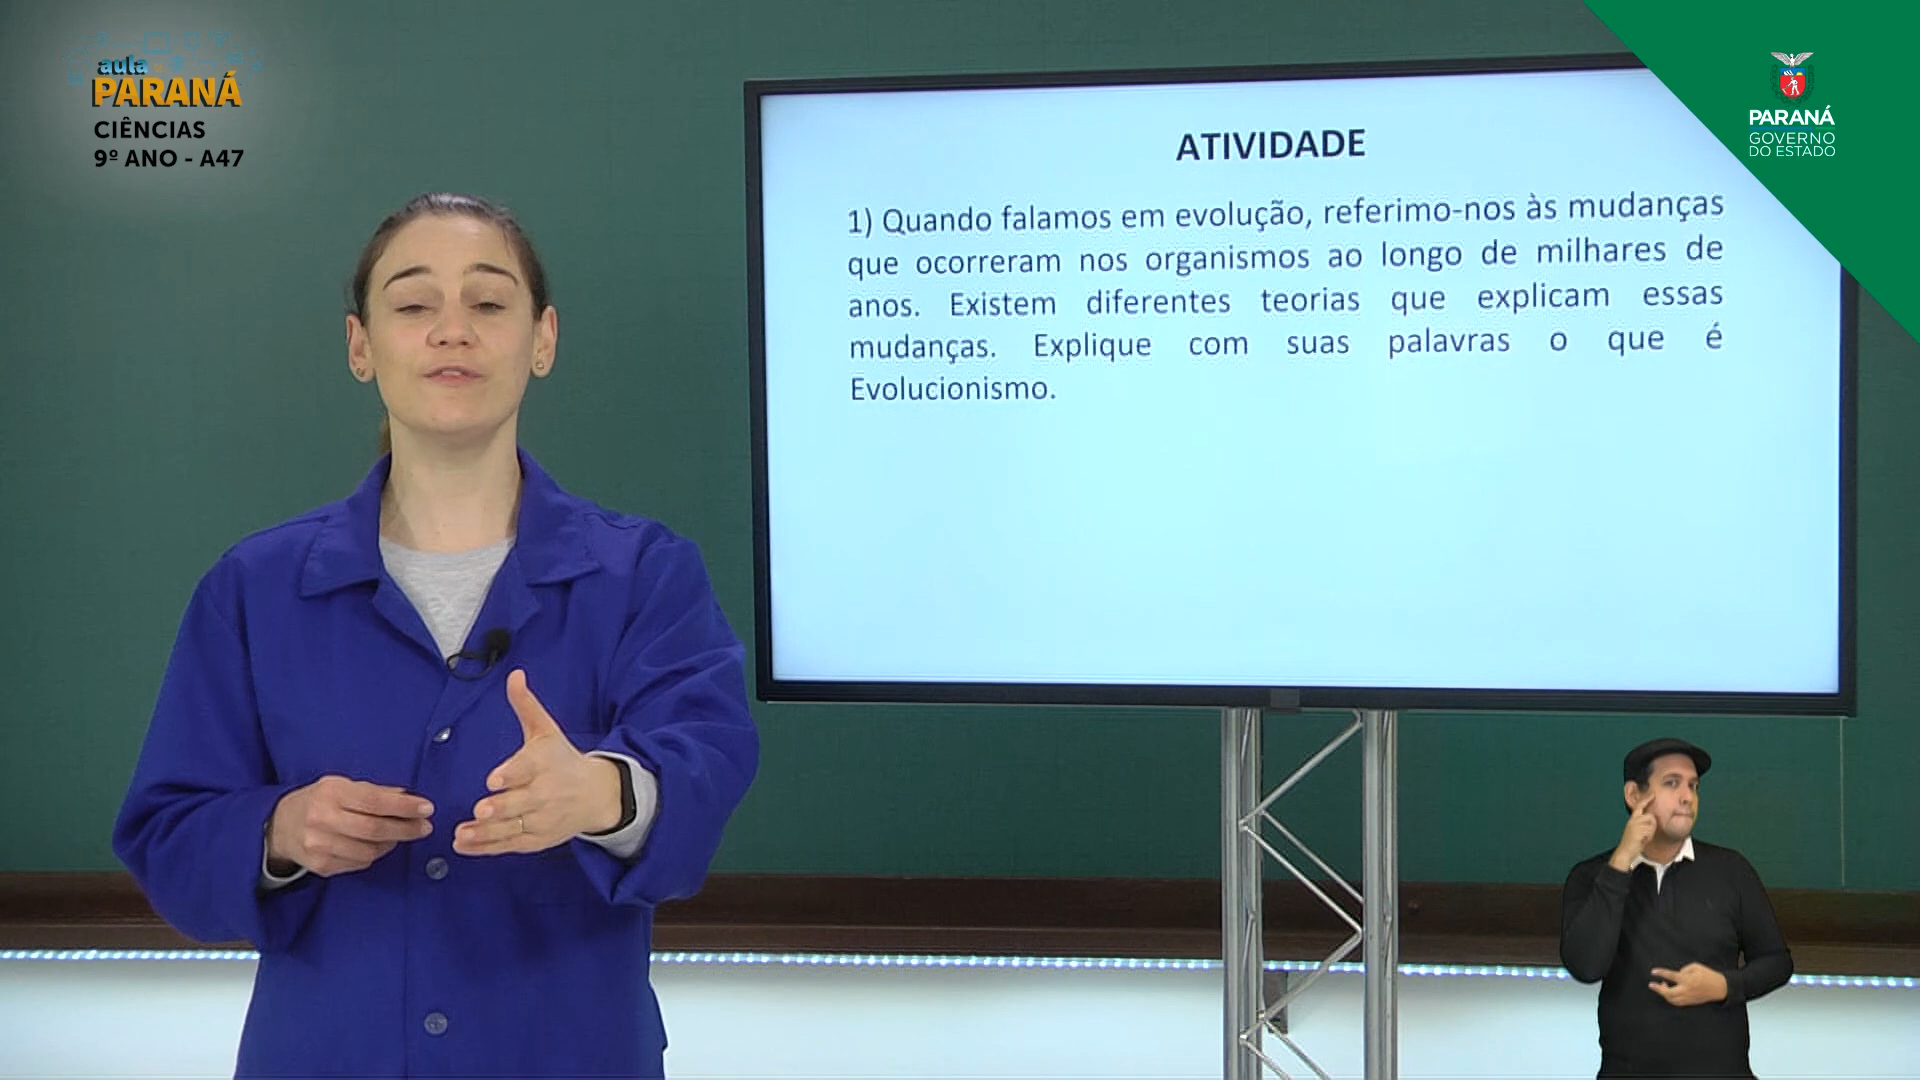 aula
PARANÁ
CIÊNCIAS
9º ANO - A47
ATIVIDADE
1) Quando falamos em evolução, referimo-nos às mudanças
que ocorreram nos organismos ao longo de milhares de
anos. Existem diferentes teorias que explicam essas
mudanças. Explique com suas palavras o que é
Evolucionismo.
PARANÁ
GOVERNO
DO ESTADO